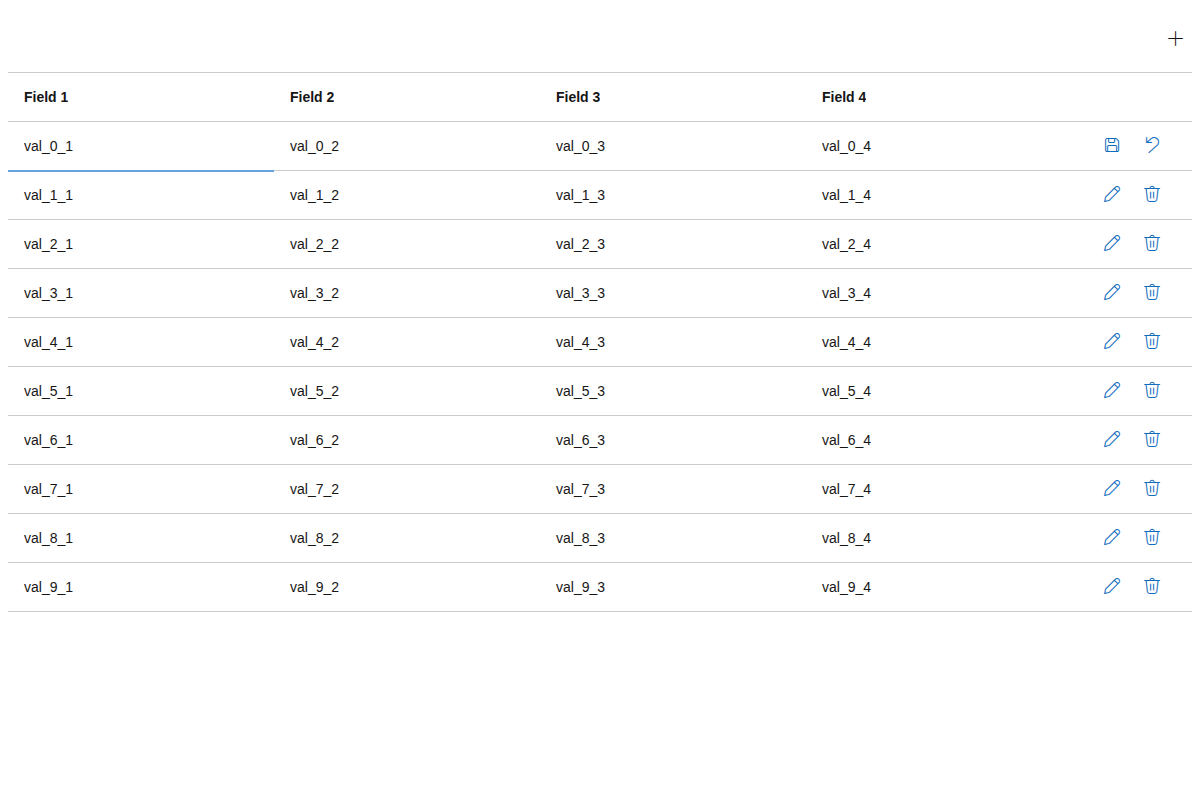 Field 1 Field 2 Field 3 Field 4
val_0_1 val_0_2 val_0_3 val_0_4
val_1_1 val_1_2 val_1_3 val_1_4
val_2_1 val_2_2 val_2_3 val_2_4
val_3_1 val_3_2 val_3_3 val_3_4
val_4_1 val_4_2 val_4_3 val_4_4
val_5_1 val_5_2 val_5_3 val_5_4
val_6_1 val_6_2 val_6_3 val_6_4
val_7_1 val_7_2 val_7_3 val_7_4
val_8_1 val_8_2 val_8_3 val_8_4
val_9_1 val_9_2 val_9_3 val_9_4